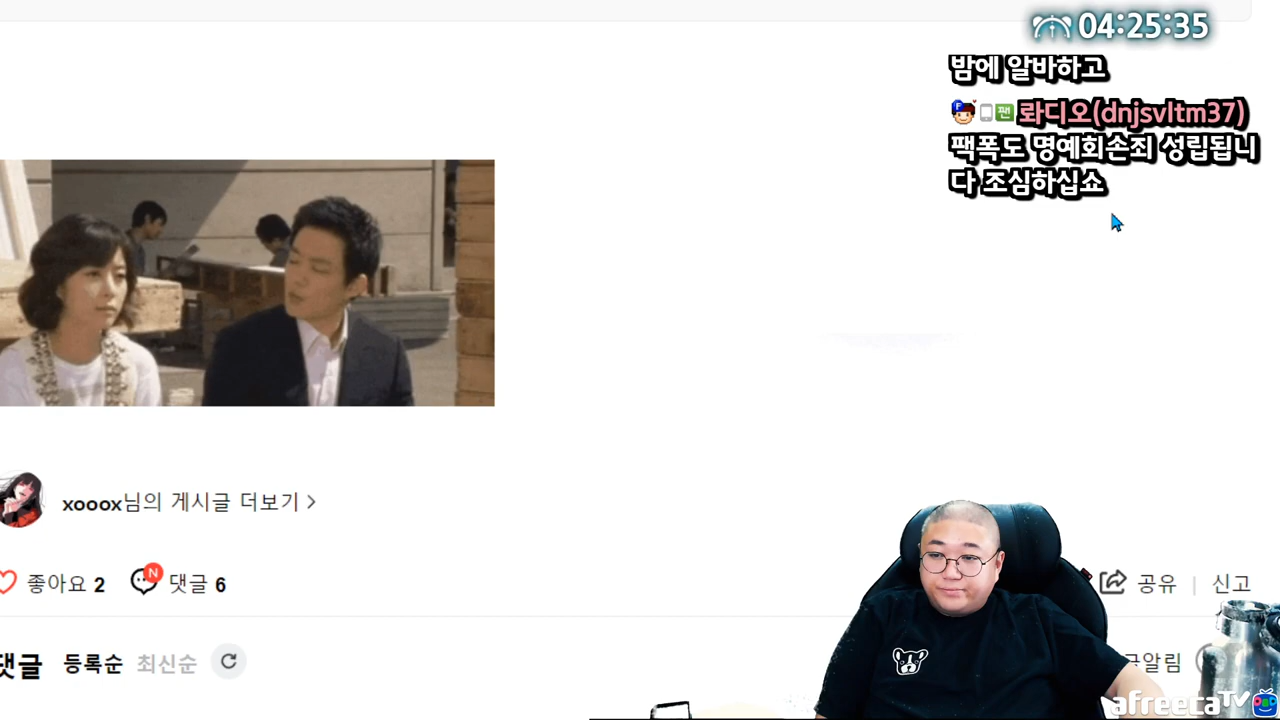 04:25:35
밤에 알바하고
팬 롸디오(dnjsvltm37)
팩폭도 명예회손죄 성립됩니
다 조심하십쇼
xooox님의 게시글 더보기 >
좋아요 2 N 댓글 6
공유 | 신고
댓글 등록순 최신순
글알림
afreecaTV